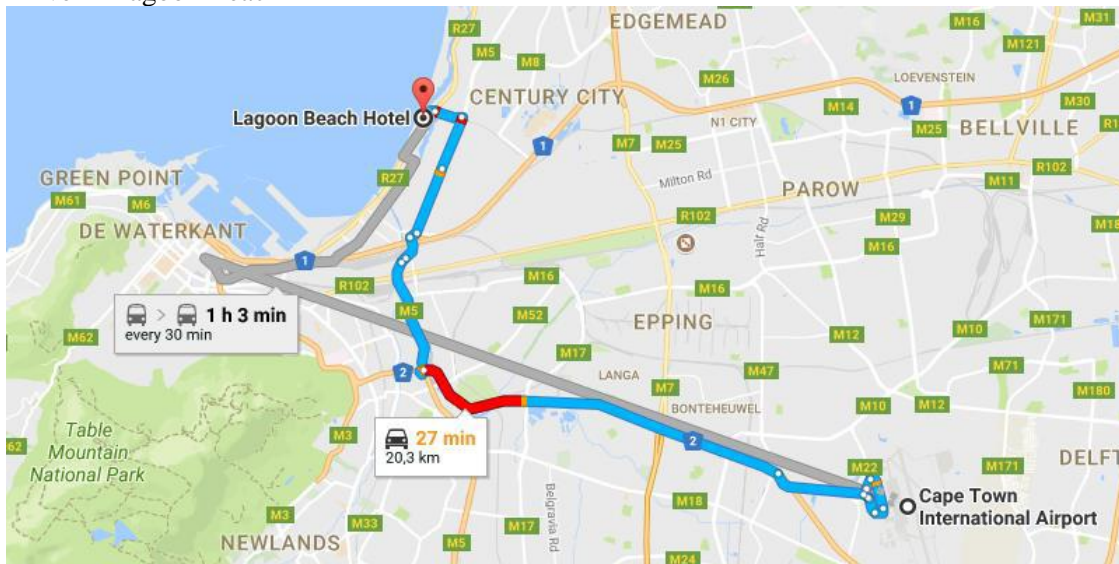 R27
M5
M8
EDGEMEAD
M16
M31
M121
M26
LOEVENSTEIN
M14
1
M30
CENTURY CITY
Lagoon Beach Hotel
N1 CITY
M25
BELLVILLE
1
M7
M25
R102
GREEN POINT
M61
M6
R27
Milton Rd
PAROW
M11
DE WATERKANT
R102
M29
Hair Rd
M16
1
R102
M16
M16
1 h 3 min
every 30 min
M5
M52
EPPING
M171
M62
M12
M10
M17
2
LANGA
M7
M47
M71
M180
BONTEHEUWEL
M10
M12
27 min
20,3 km
M3
2
Table
Mountain
National Park
M22
M171
DELFT
Cape Town
International Airport
M18
M3
M33
Belgravia Rd
M17
NEWLANDS
M5
M24